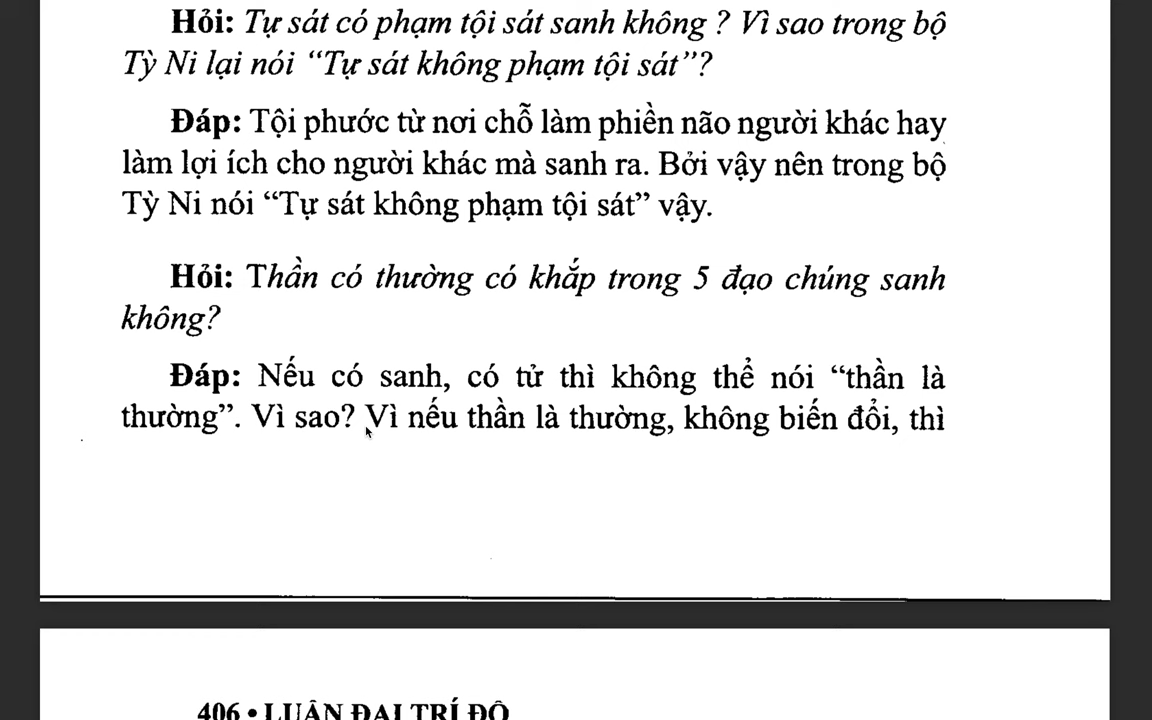 Hỏi: Tự sát có phạm tội sát sanh không ? Vì sao trong bộ
Tỳ Ni lại nói “Tự sát không phạm tội sát”?
Đáp: Tội phước từ nơi chỗ làm phiền não người khác hay
làm lợi ích cho người khác mà sanh ra. Bởi vậy nên trong bộ
Tỳ Ni nói “Tự sát không phạm tội sát” vậy.
Hỏi: Thần có thường có khắp trong 5 đạo chúng sanh
không?
Đáp: Nếu có sanh, có tử thì không thể nói “thần là
thường”. Vì sao? Vì nếu thần là thường, không biến đổi, thì
406 • LUẬN ĐẠI TRÍ ĐỘ